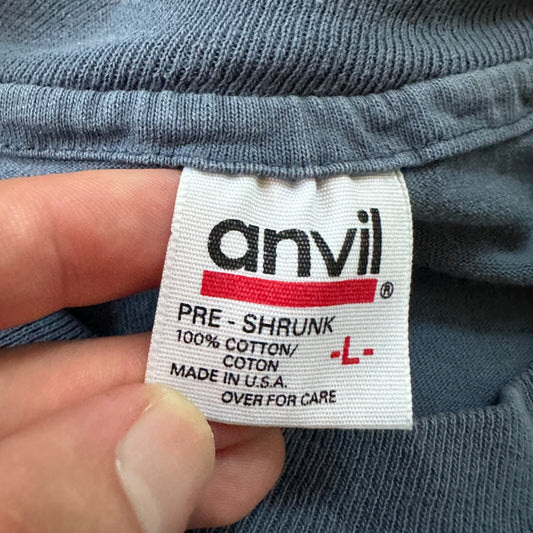 anvil®
PRE - SHRUNK
100% COTTON/
COTON
-L-
MADE IN U.S.A.
OVER FOR CARE